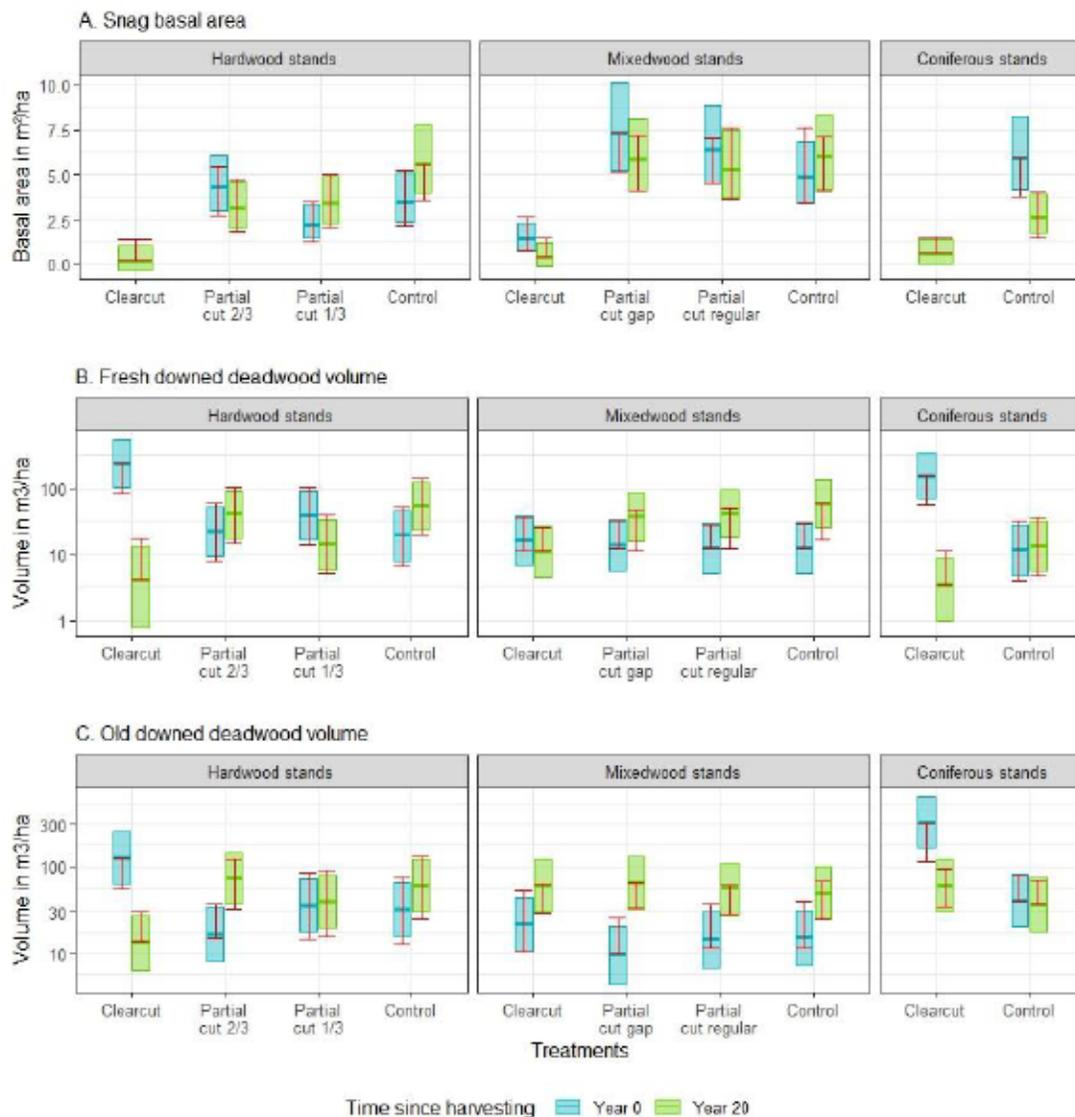 A. Snag basal area
Hardwood stands
Mixedwood stands
Coniferous stands
Basal area in m²/ha
10.0
7.5
5.0
2.5
0.0
Clearcut
Partial
cut 2/3
Partial
cut 1/3
Control
Clearcut
Partial
cut gap
Partial
cut regular
Control
Clearcut
Control
B. Fresh downed deadwood volume
Hardwood stands
Mixedwood stands
Coniferous stands
Volume in m3/ha
100
10
1
Clearcut
Partial
cut 2/3
Partial
cut 1/3
Control
Clearcut
Partial
cut gap
Partial
cut regular
Control
Clearcut
Control
C. Old downed deadwood volume
Hardwood stands
Mixedwood stands
Coniferous stands
Volume in m3/ha
300
100
30
10
Clearcut
Partial
cut 2/3
Partial
cut 1/3
Control
Clearcut
Partial
cut gap
Partial
cut regular
Control
Clearcut
Control
Treatments
Time since harvesting Year 0 Year 20